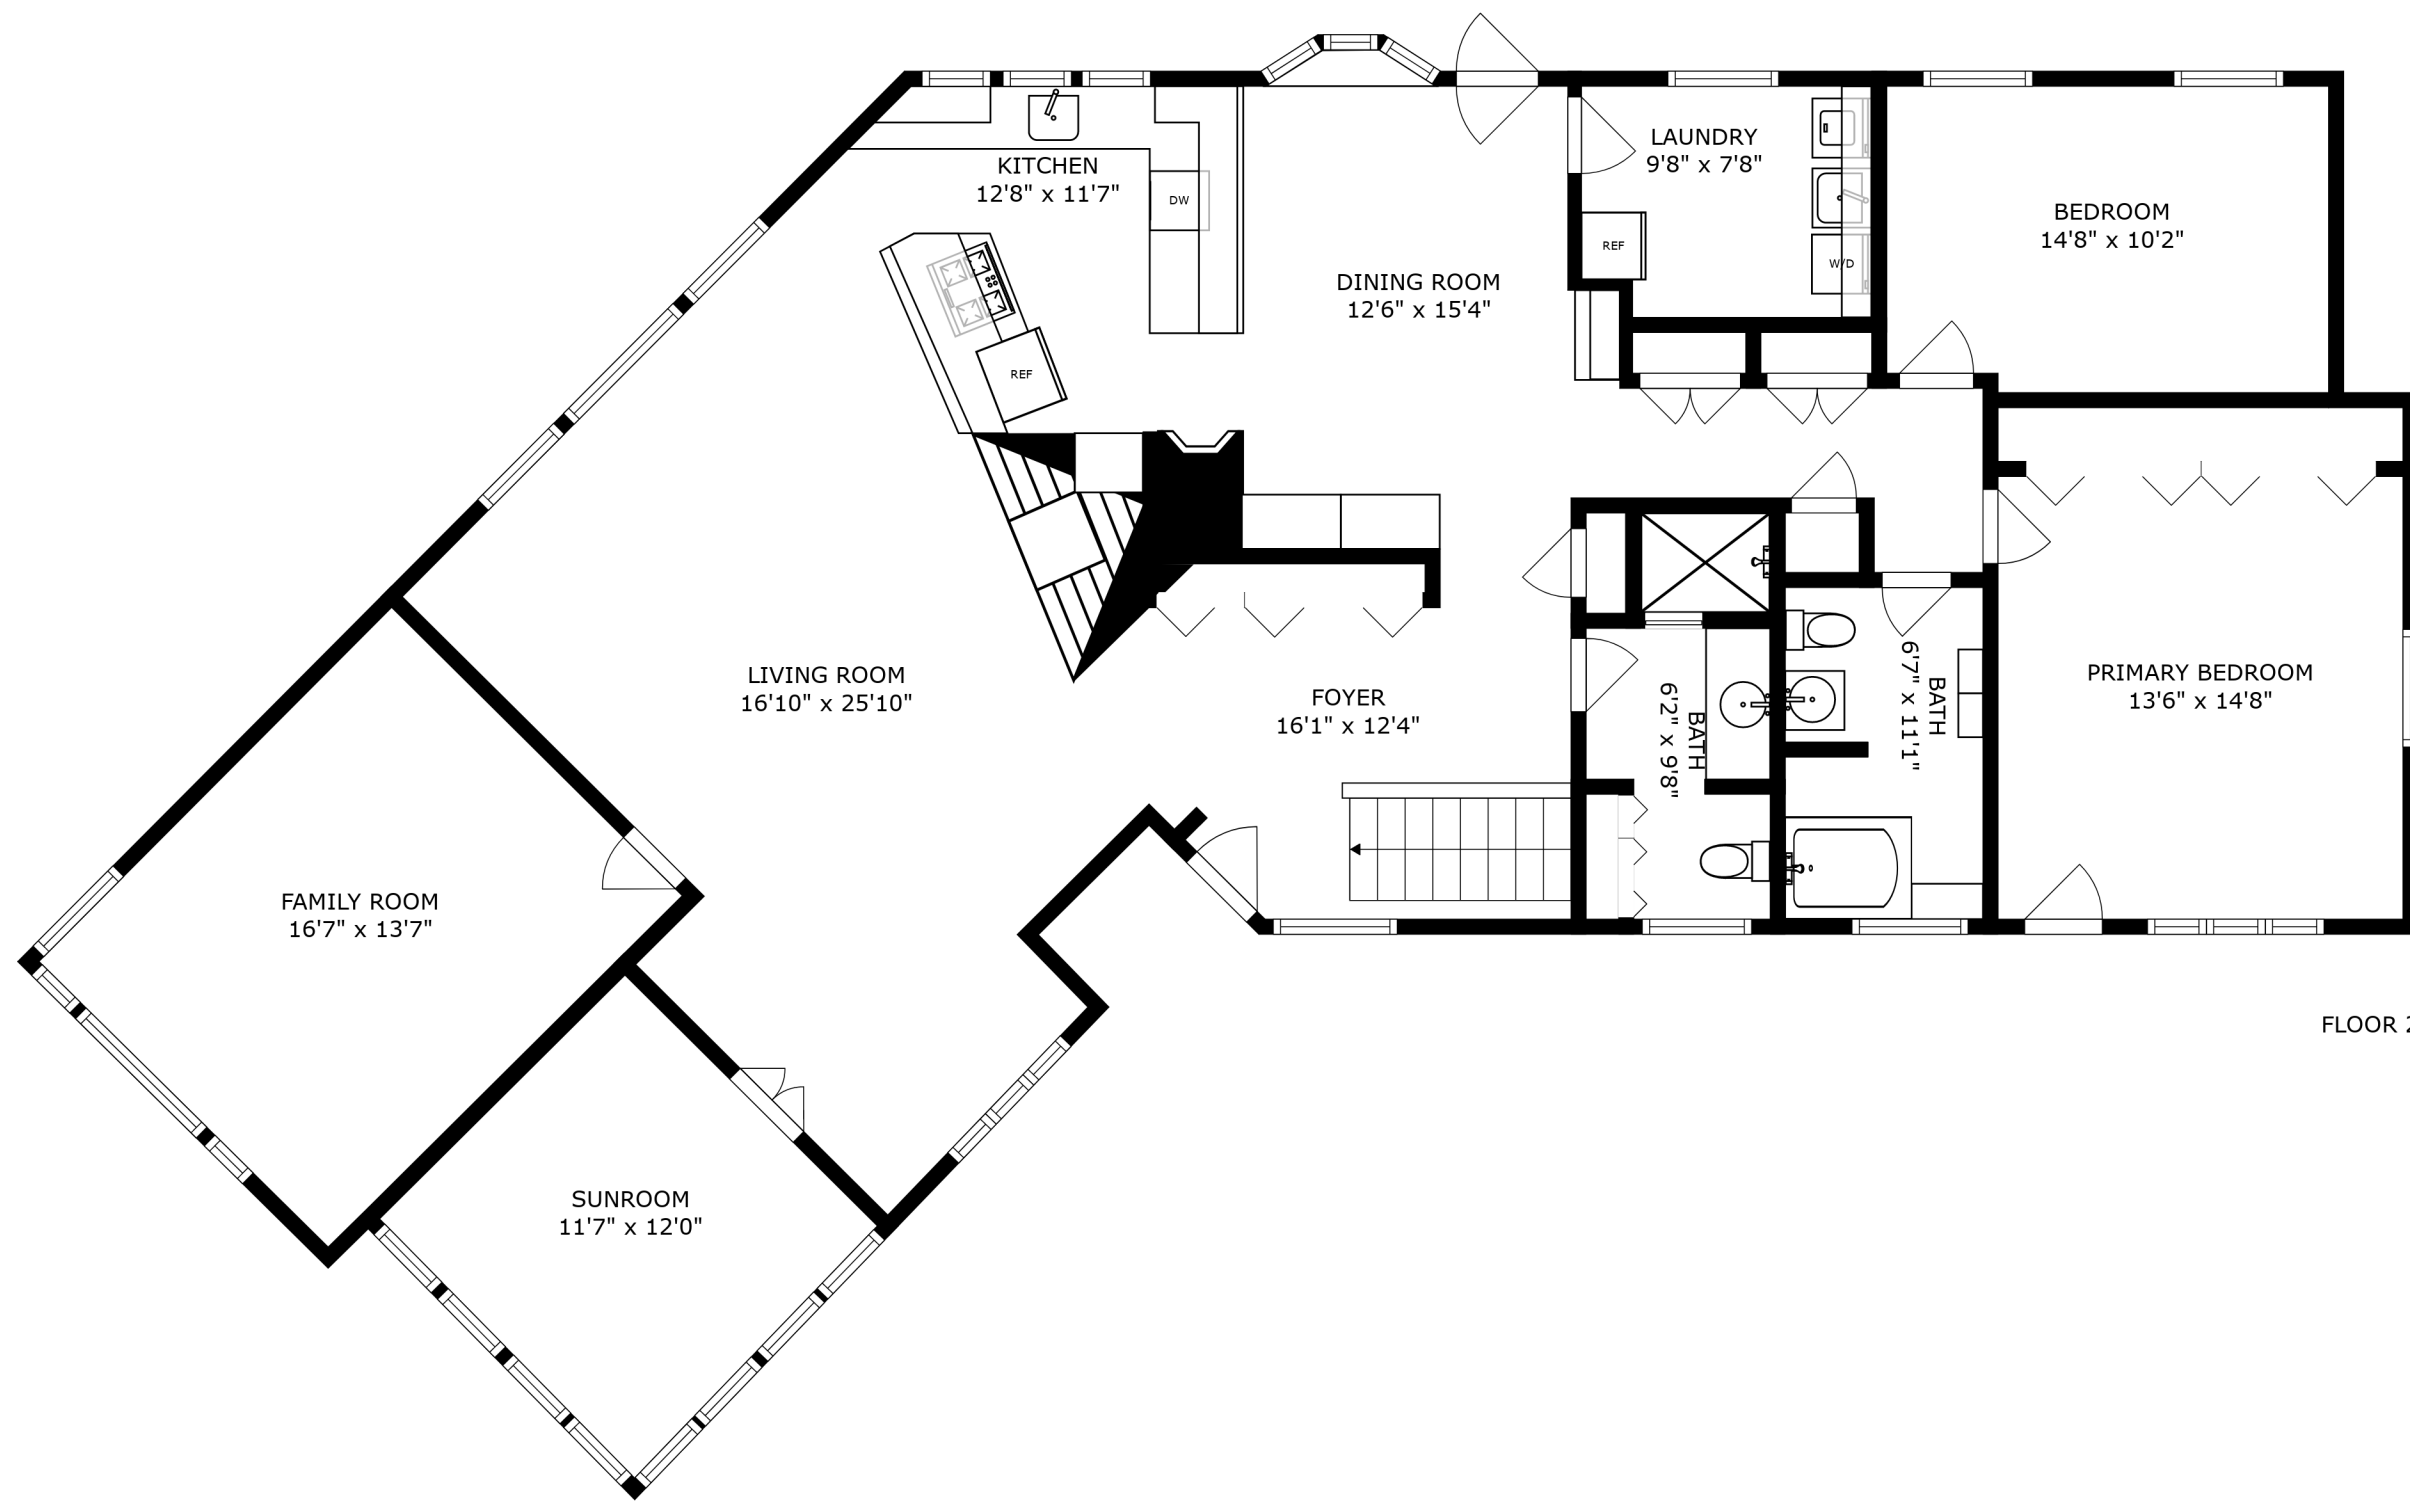 KITCHEN
12'8" x 11'7"
DW
REF
DINING ROOM
12'6" x 15'4"
LAUNDRY
9'8" x 7'8"
REF
W/D
BEDROOM
14'8" x 10'2"
LIVING ROOM
16'10" x 25'10"
FOYER
16'1" x 12'4"
BATH
6'2" x 9'8"
BATH
6'7" x 11'1"
PRIMARY BEDROOM
13'6" x 14'8"
FAMILY ROOM
16'7" x 13'7"
SUNROOM
11'7" x 12'0"
FLOOR 2